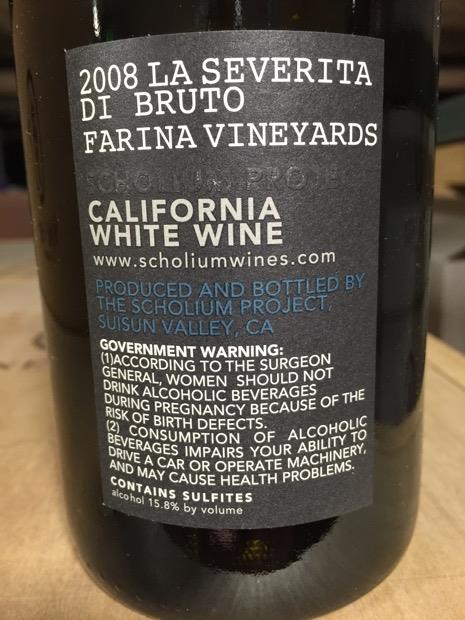 2008 LA SEVERITA
DI BRUTO
FARINA VINEYARDS
SCHOLIUM PROJECT
CALIFORNIA
WHITE WINE
www.scholiumwines.com
PRODUCED AND BOTTLED BY
THE SCHOLIUM PROJECT,
SUISUN VALLEY, CA
GOVERNMENT WARNING:
(1)ACCORDING TO THE SURGEON
GENERAL, WOMEN SHOULD NOT
DRINK ALCOHOLIC BEVERAGES
DURING PREGNANCY BECAUSE OF THE
RISK OF BIRTH DEFECTS.
(2) CONSUMPTION OF ALCOHOLIC
BEVERAGES IMPAIRS YOUR ABILITY TO
DRIVE A CAR OR OPERATE MACHINERY,
AND MAY CAUSE HEALTH PROBLEMS.
CONTAINS SULFITES
alcohol 15.8% by volume